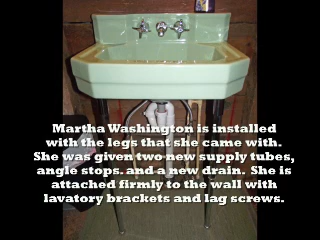 Martha Washington is installed
with the legs that she came with.
She was given two new supply tubes,
angle stops. and a new drain.  She is
attached firmly to the wall with
lavatory brackets and lag screws.